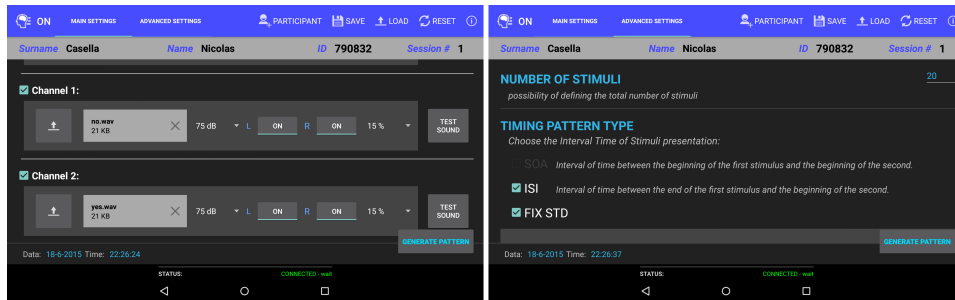 ON MAIN SETTINGS ADVANCED SETTINGS PARTICIPANT SAVE LOAD RESET
Surname Casella Name Nicolas ID 790832 Session # 1
Channel 1:
no.wav
21 KB
75 dB L ON R ON 15 % TEST SOUND
Channel 2:
yes.wav
21 KB
75 dB L ON R ON 15 % TEST SOUND
GENERATE PATTERN
Data: 18-6-2015 Time: 22:26:24
STATUS: CONNECTED - wait
ON MAIN SETTINGS ADVANCED SETTINGS PARTICIPANT SAVE LOAD RESET
Surname Casella Name Nicolas ID 790832 Session # 1
NUMBER OF STIMULI 20
possibility of defining the total number of stimuli
TIMING PATTERN TYPE
Choose the Interval Time of Stimuli presentation:
SOA Interval of time between the beginning of the first stimulus and the beginning of the second.
ISI Interval of time between the end of the first stimulus and the beginning of the second.
FIX STD
GENERATE PATTERN
Data: 18-6-2015 Time: 22:26:37
STATUS: CONNECTED - wait